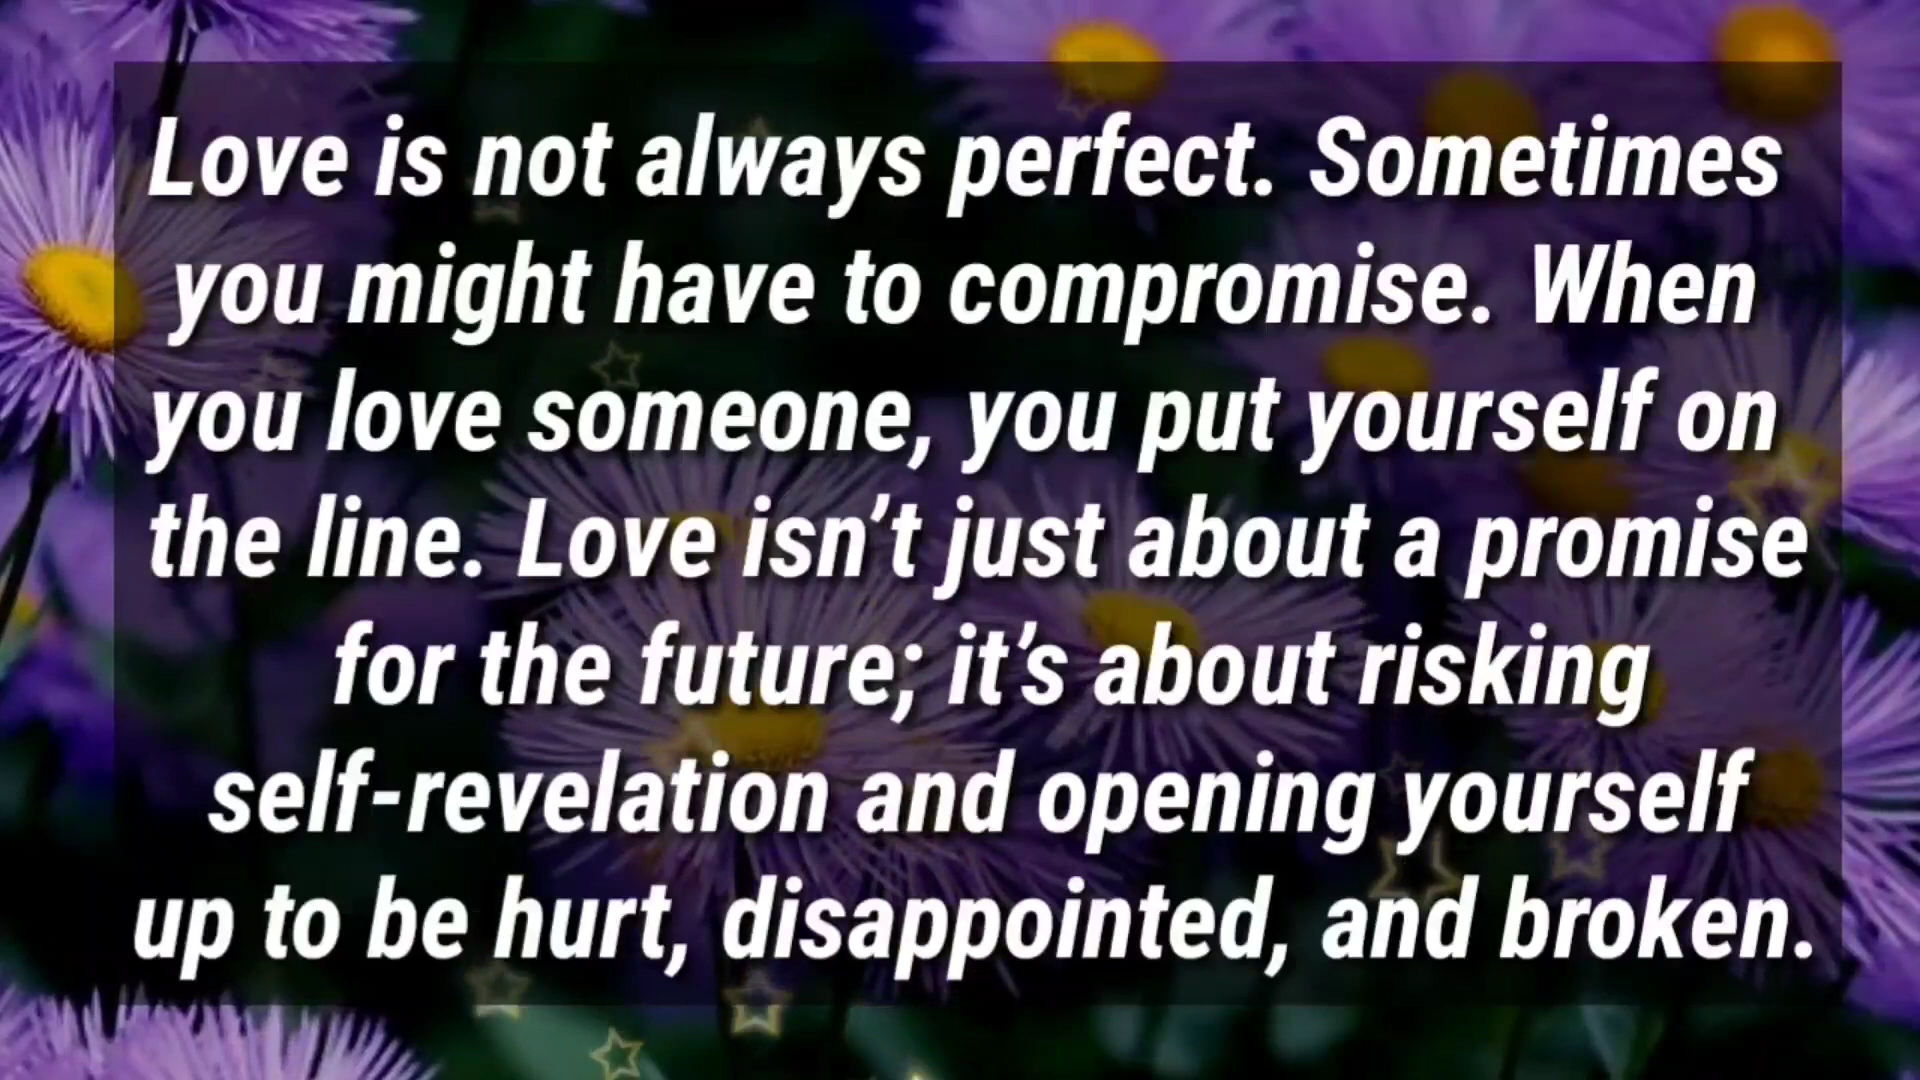 Love is not always perfect. Sometimes
you might have to compromise. When
you love someone, you put yourself on
the line. Love isn’t just about a promise
for the future; it’s about risking
self-revelation and opening yourself
up to be hurt, disappointed, and broken.